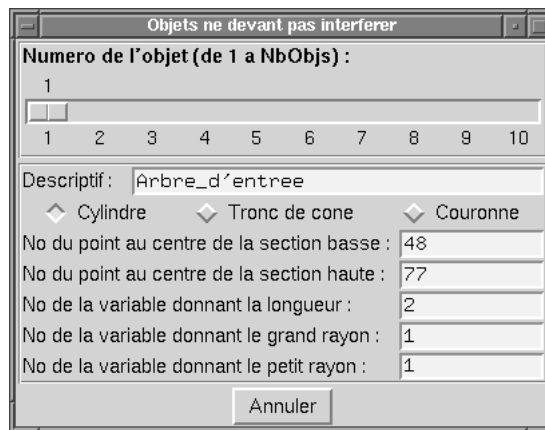 Objets ne devant pas interferer
Numero de l'objet (de 1 a NbObjs) :
1
1 2 3 4 5 6 7 8 9 10
Descriptif : Arbre_d'entree
Cylindre Tronc de cone Couronne
No du point au centre de la section basse : 48
No du point au centre de la section haute : 77
No de la variable donnant la longueur : 2
No de la variable donnant le grand rayon : 1
No de la variable donnant le petit rayon : 1
Annuler